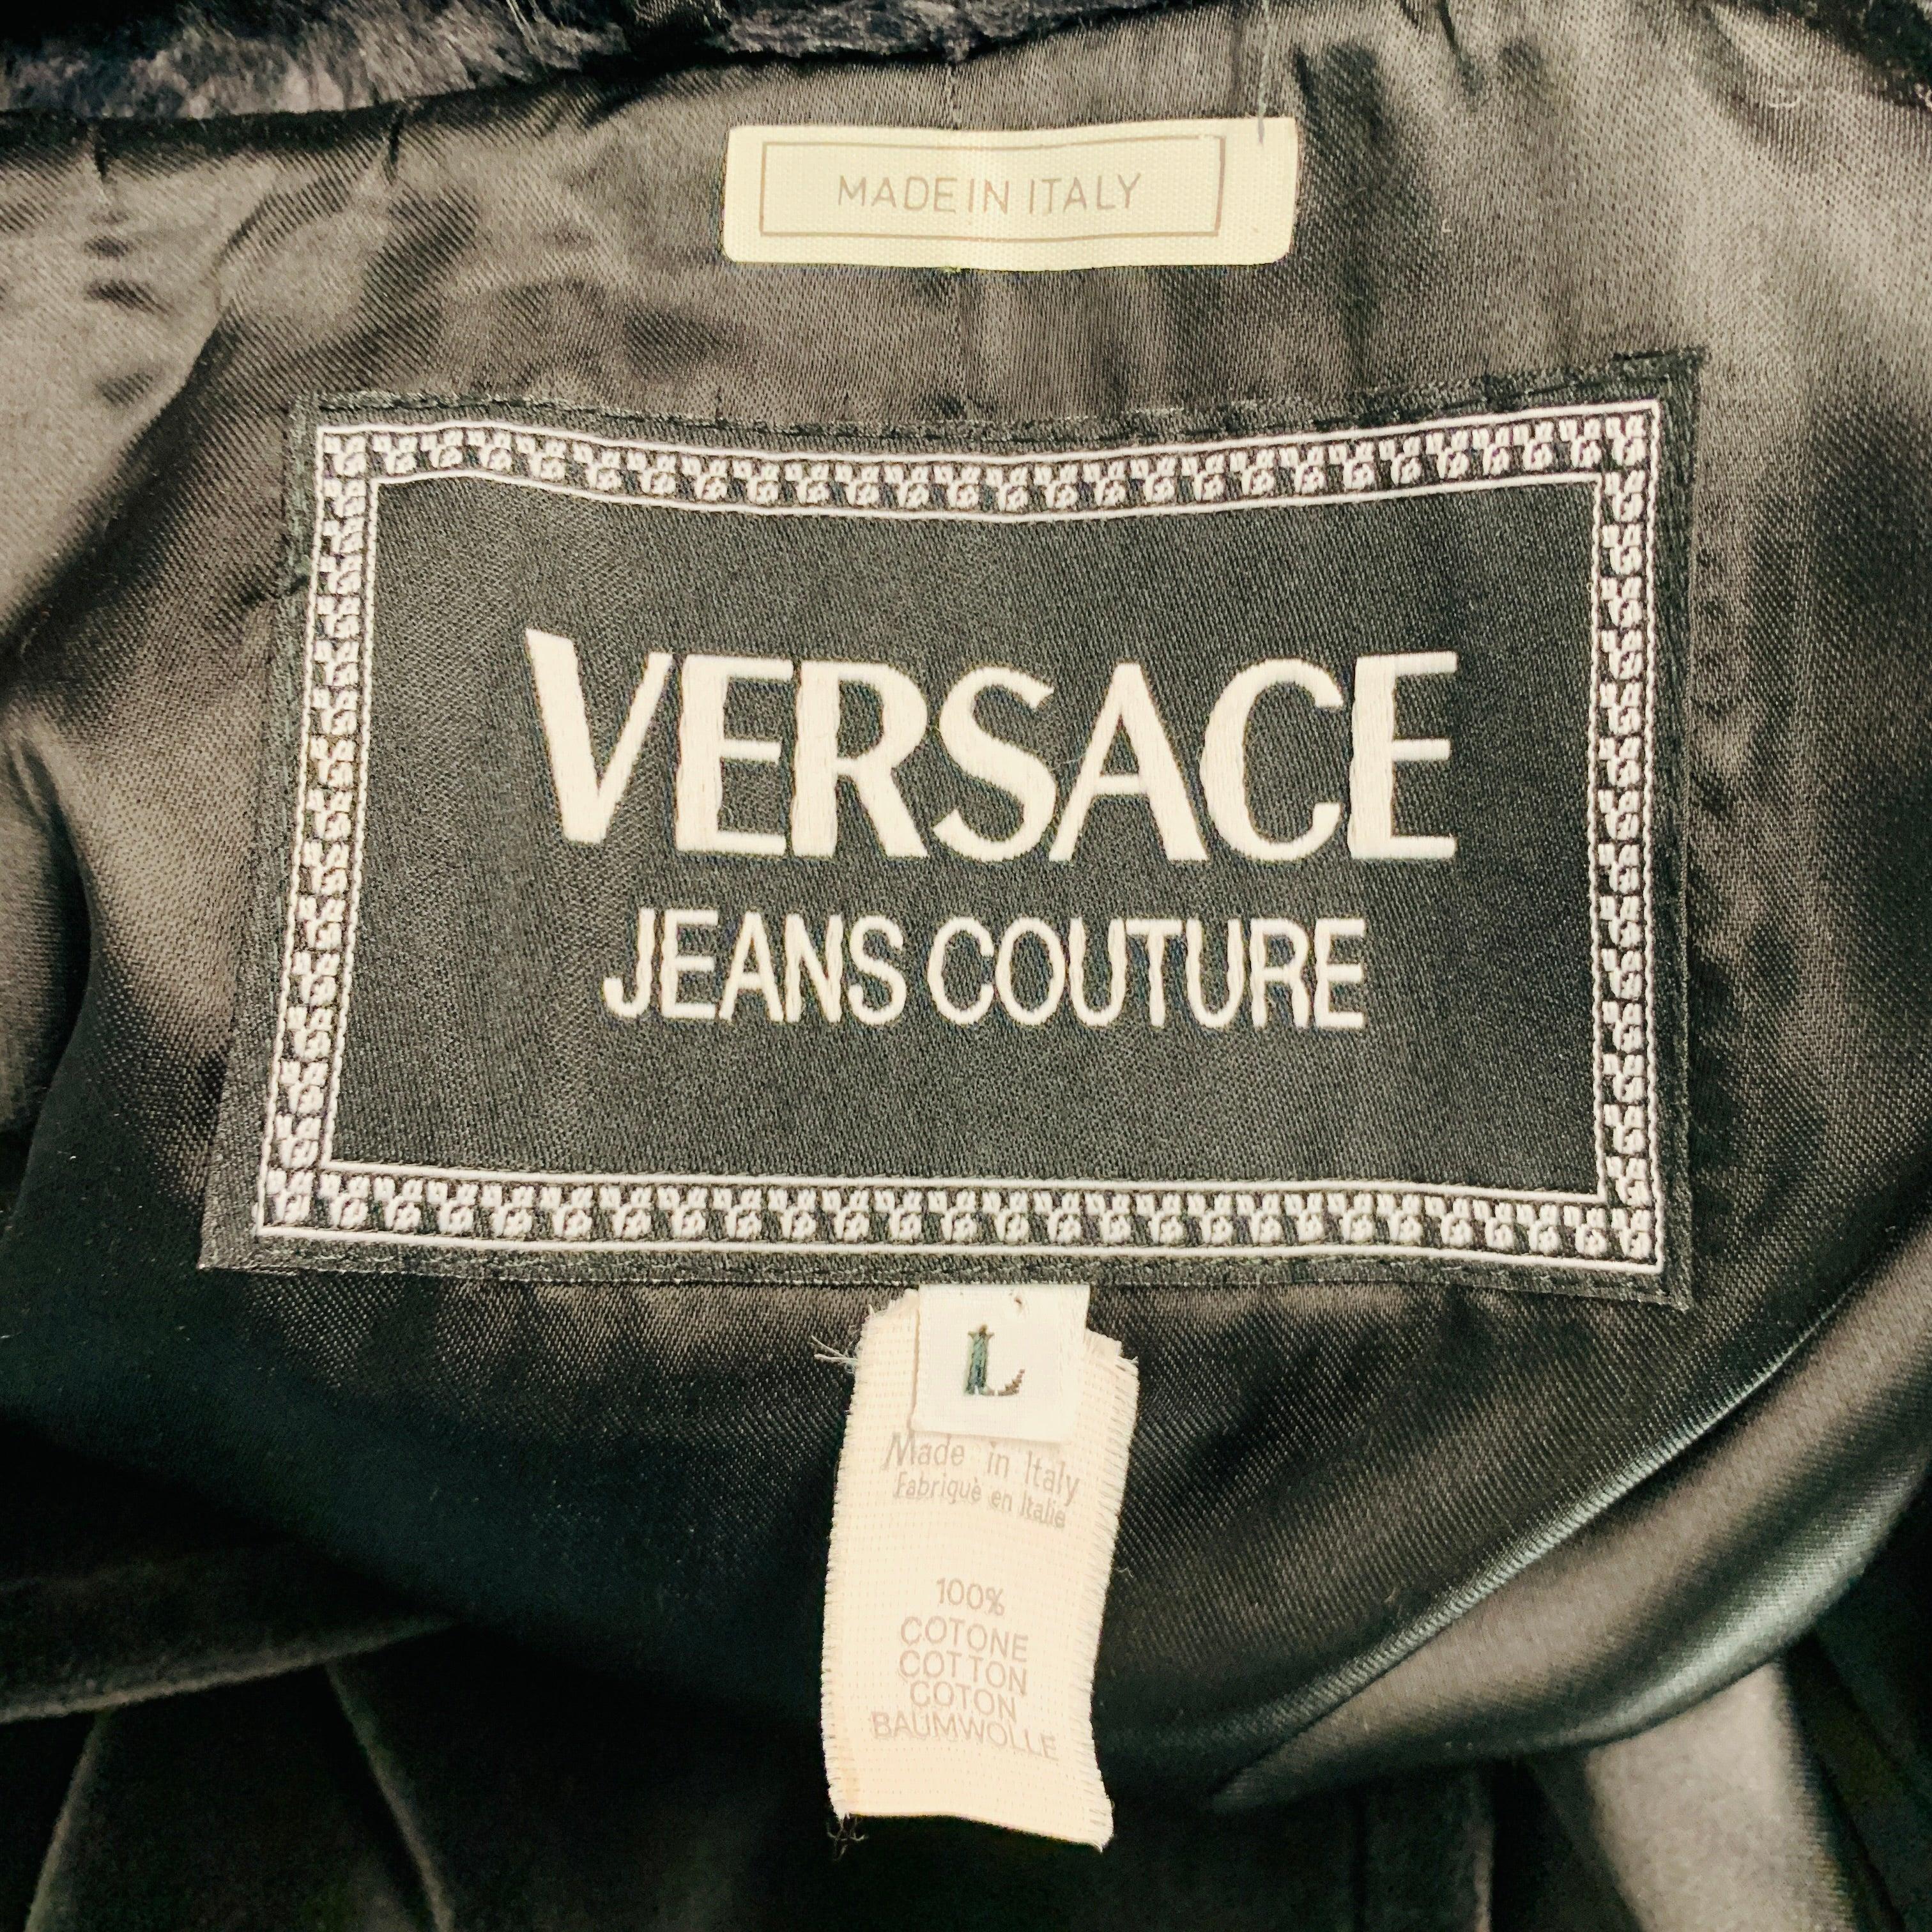 MADE IN ITALY
VERSACE
JEANS COUTURE
L
Made in Italy
Fabriquè en Italie
100%
COTONE
COTTON
COTON
BAUMWOLLE